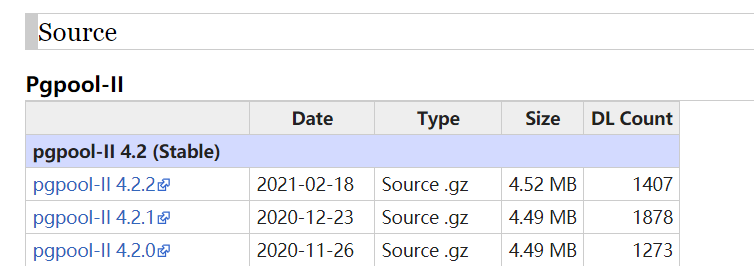 Source
Pgpool-II
Date Type Size DL Count
pgpool-II 4.2 (Stable)
pgpool-II 4.2.2 2021-02-18 Source .gz 4.52 MB 1407
pgpool-II 4.2.1 2020-12-23 Source .gz 4.49 MB 1878
pgpool-II 4.2.0 2020-11-26 Source .gz 4.49 MB 1273